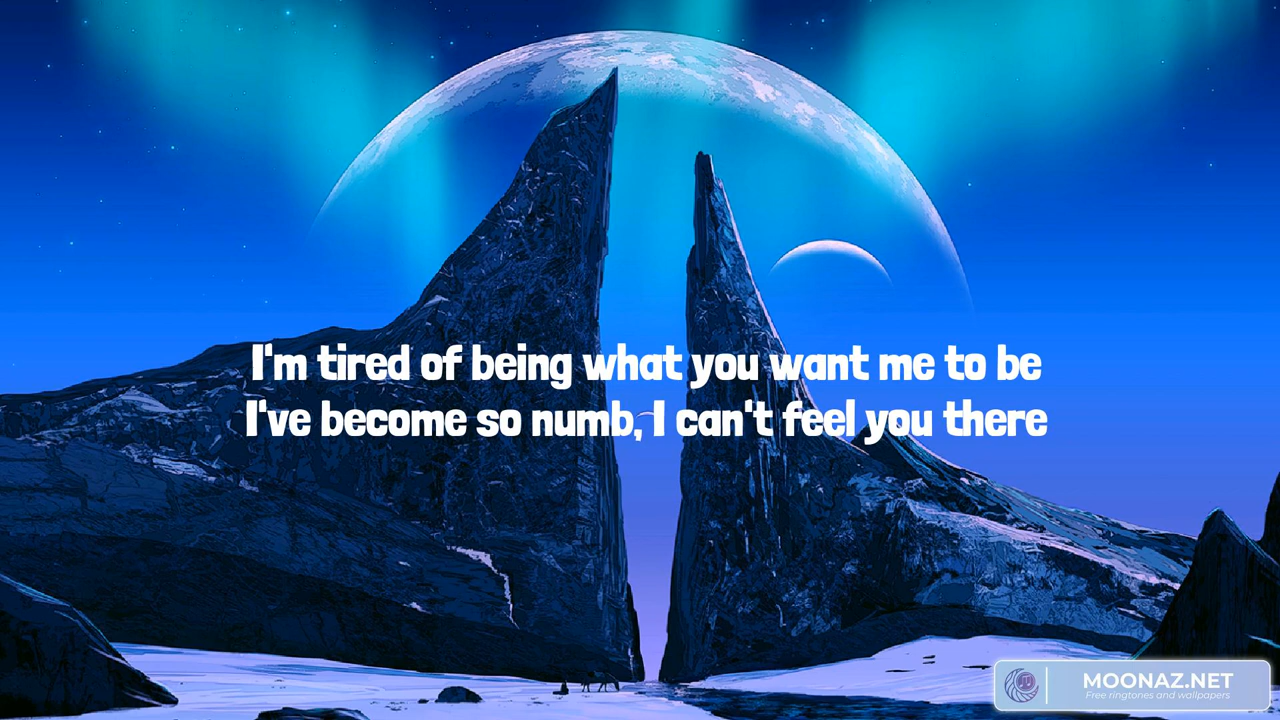 I'm tired of being what you want me to be
I've become so numb, I can't feel you there
MOONAZ.NET
Free ringtones and wallpapers